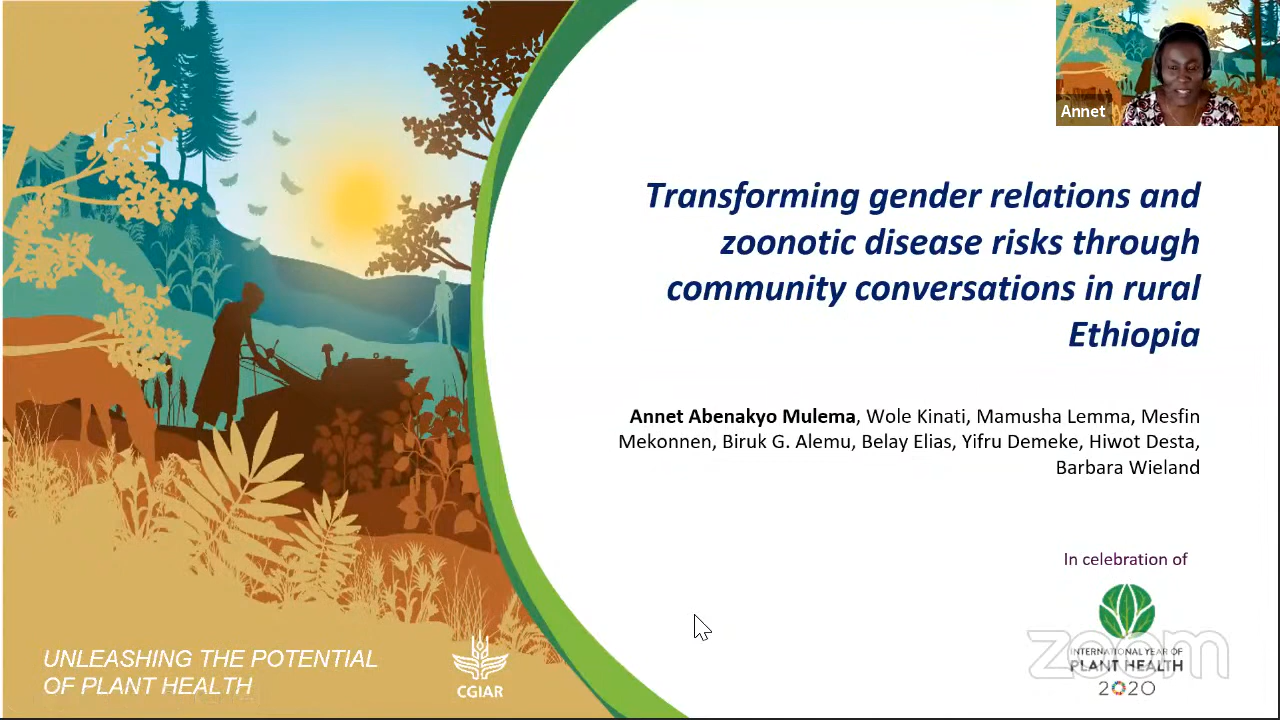 Annet
Transforming gender relations and
zoonotic disease risks through
community conversations in rural
Ethiopia
Annet Abenakyo Mulema, Wole Kinati, Mamusha Lemma, Mesfin
Mekonnen, Biruk G. Alemu, Belay Elias, Yifru Demeke, Hiwot Desta,
Barbara Wieland
In celebration of
INTERNATIONAL YEAR OF
PLANT HEALTH
2020
zoom
UNLEASHING THE POTENTIAL
OF PLANT HEALTH
CGIAR